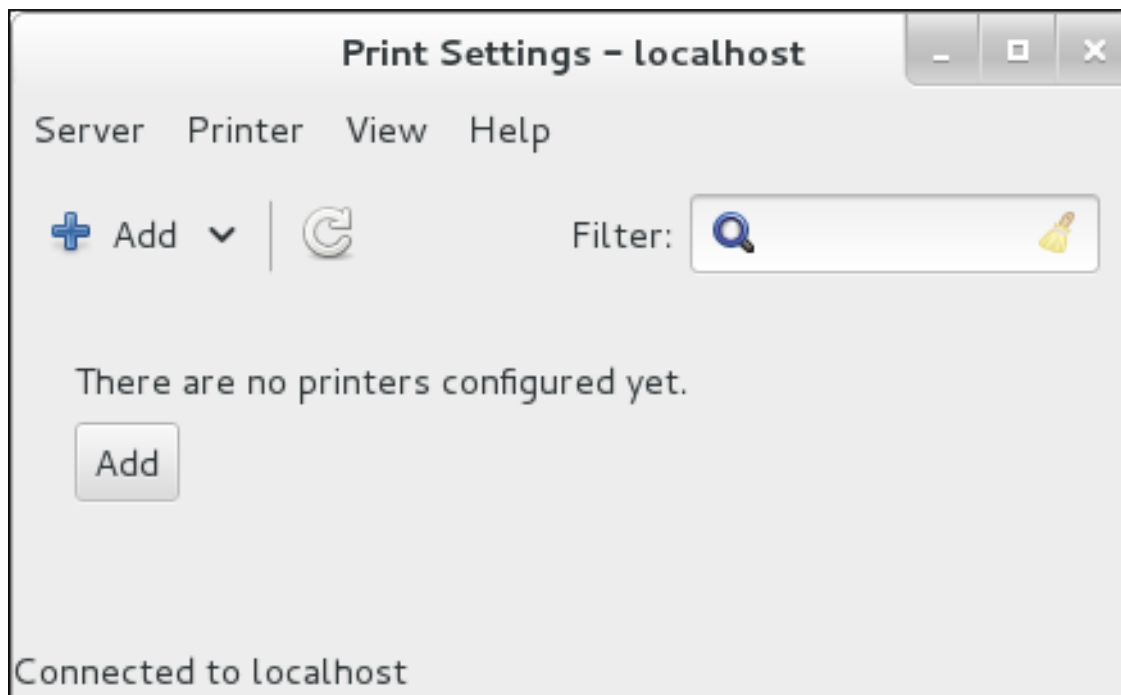 Print Settings – localhost
Server Printer View Help
Add Filter:
There are no printers configured yet.
Add
Connected to localhost